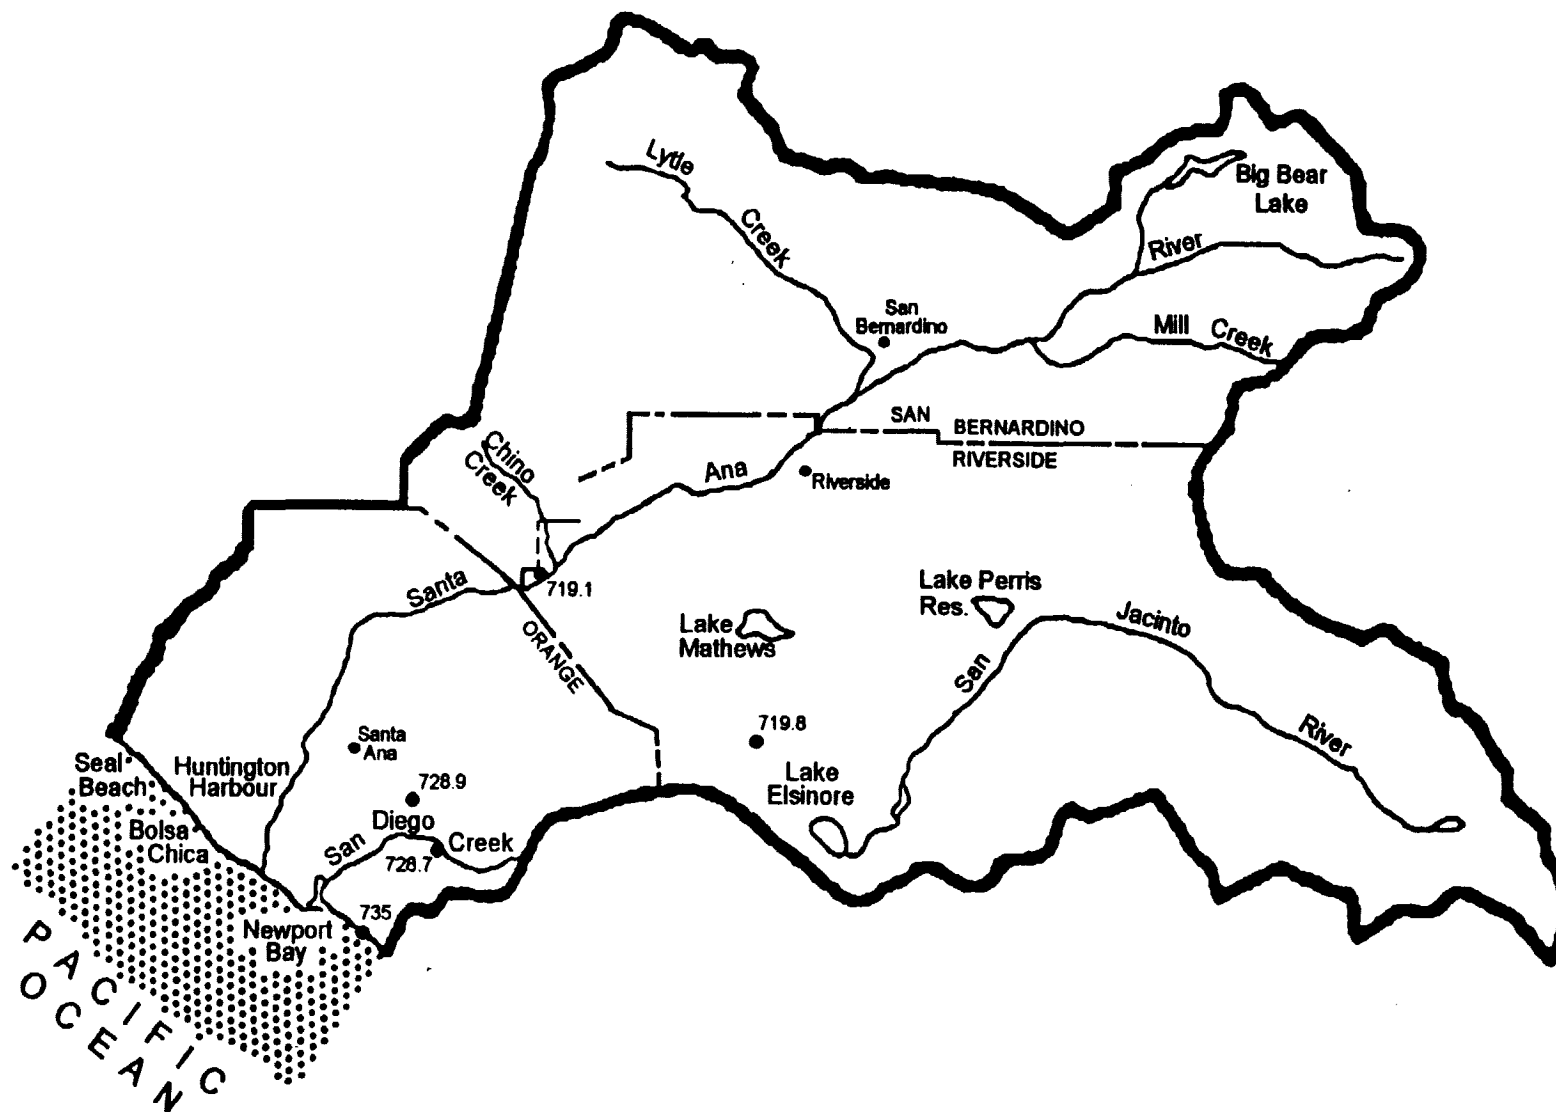 Lytle
Creek
Big Bear
Lake
River
San
Bernardino
Mill Creek
SAN
BERNARDINO
RIVERSIDE
Chino
Creek
Ana
Riverside
Santa
719.1
Lake Perris
Res.
Lake
Mathews
Jacinto
ORANGE
San
River
719.8
Santa
Ana
Seal
Beach
Huntington
Harbour
Lake
Elsinore
728.9
Bolsa
Chica
San
Diego
Creek
728.7
735
Newport
Bay
PACIFIC
OCEAN